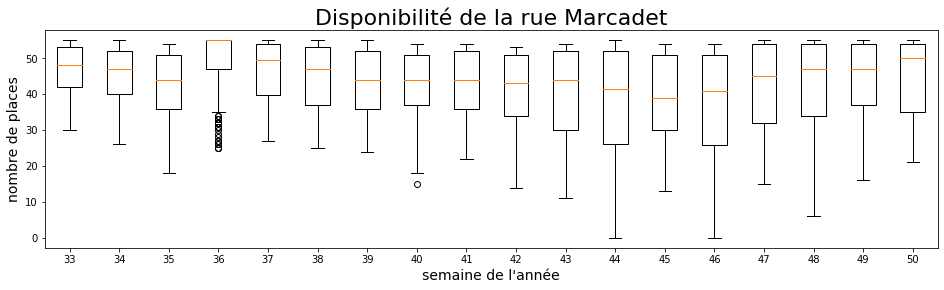 Disponibilité de la rue Marcadet
nombre de places
50
40
30
20
10
0
33 34 35 36 37 38 39 40 41 42 43 44 45 46 47 48 49 50
semaine de l'année